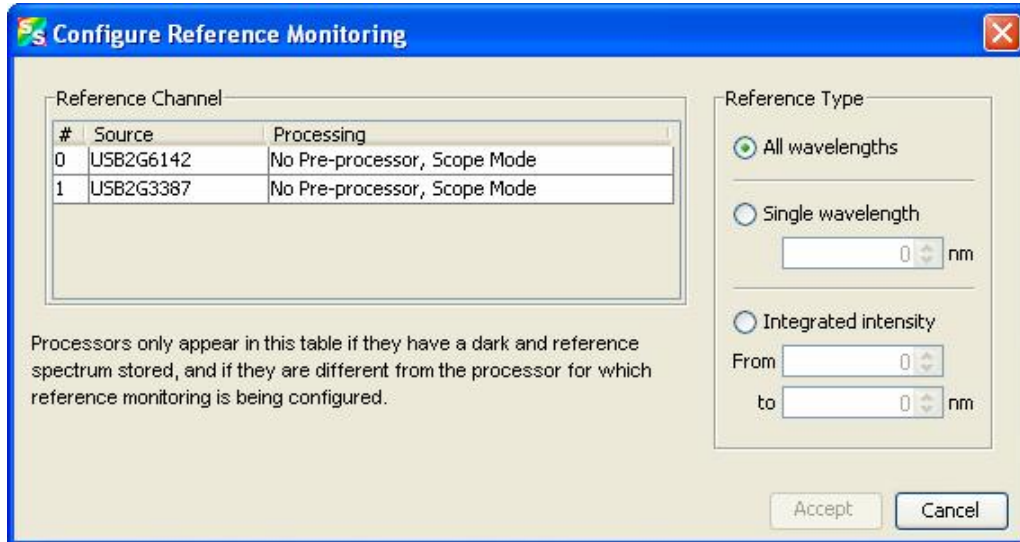 Configure Reference Monitoring
Reference Channel
# Source Processing
0 USB2G6142 No Pre-processor, Scope Mode
1 USB2G3387 No Pre-processor, Scope Mode
Processors only appear in this table if they have a dark and reference
spectrum stored, and if they are different from the processor for which
reference monitoring is being configured.
Reference Type
All wavelengths
Single wavelength
0 nm
Integrated intensity
From 0
to 0 nm
Accept Cancel